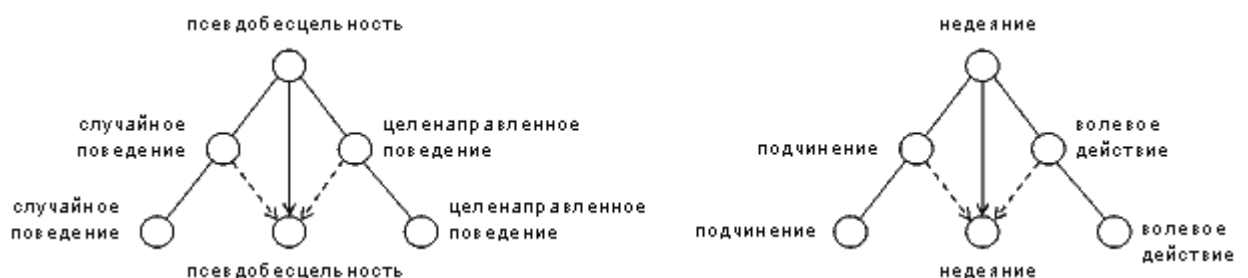 псевдобесцельность
случайное
поведение
целенаправленное
поведение
случайное
поведение
целенаправленное
поведение
псевдобесцельность
недеяние
подчинение
волевое
действие
подчинение
волевое
действие
недеяние